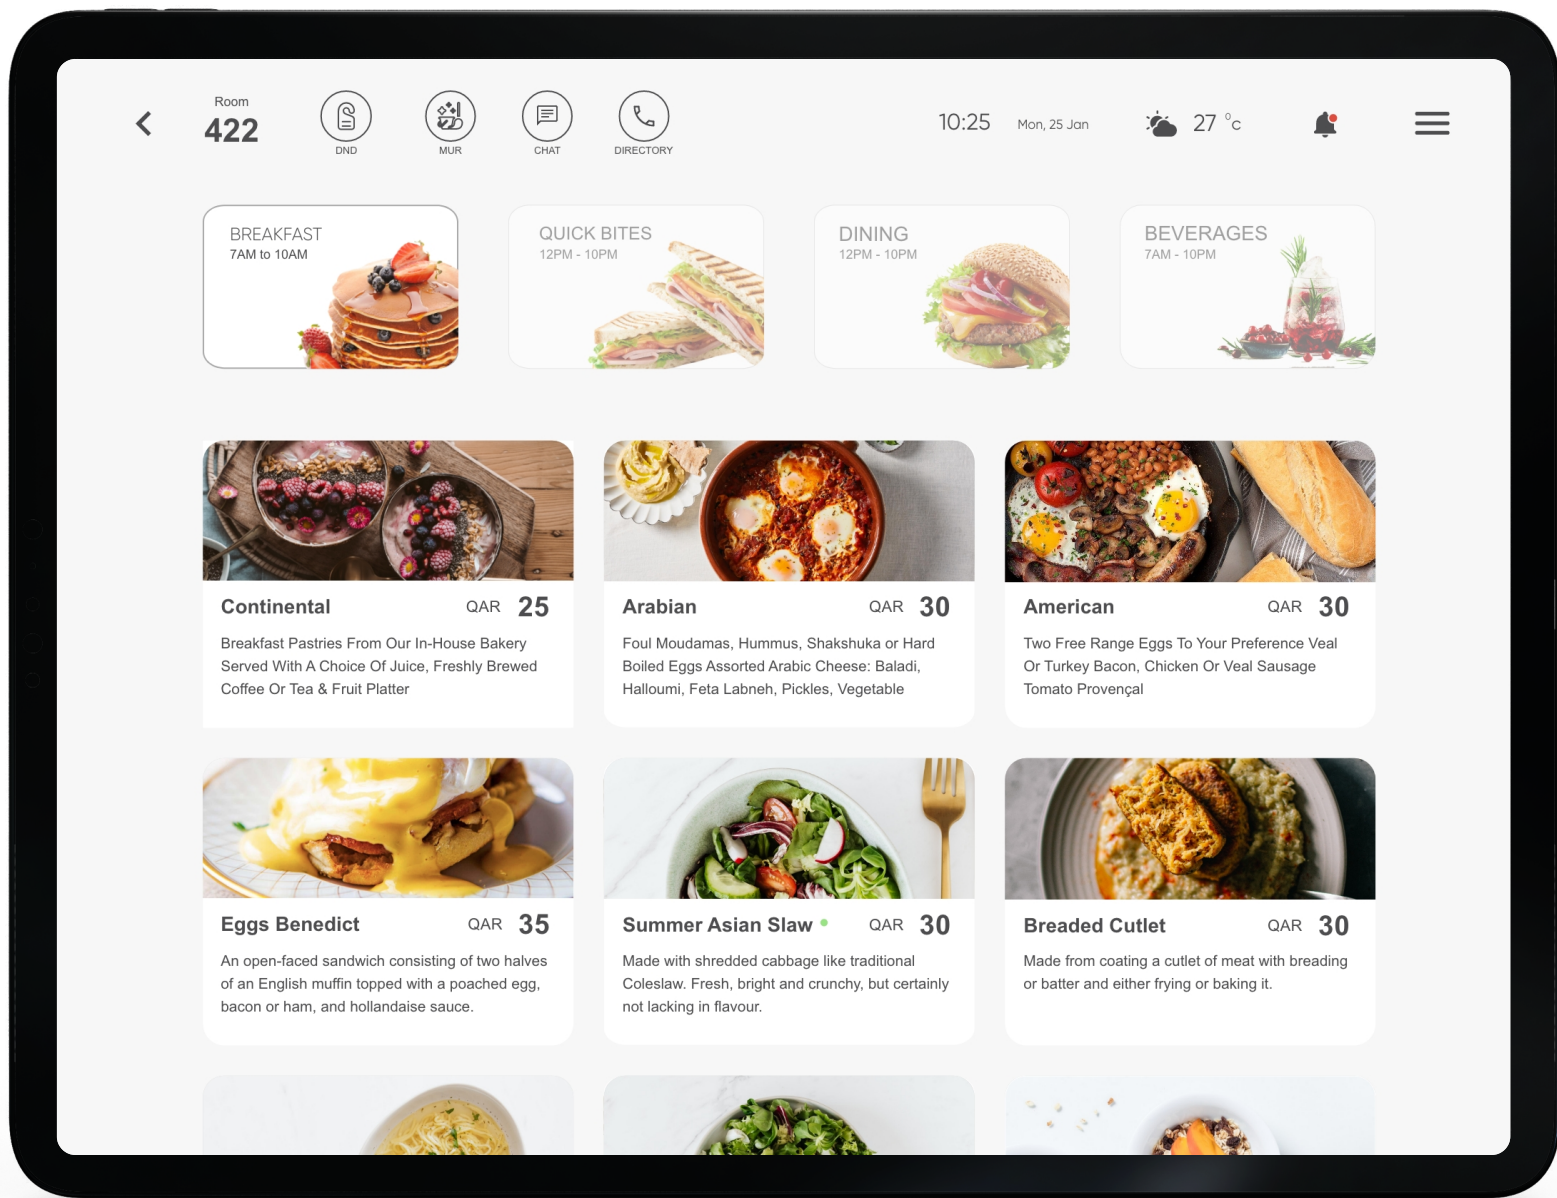 Room
422
DND
MUR
CHAT
DIRECTORY
10:25
Mon, 25 Jan
27 °c
BREAKFAST
7AM to 10AM
QUICK BITES
12PM - 10PM
DINING
12PM - 10PM
BEVERAGES
7AM - 10PM
Continental QAR 25
Breakfast Pastries From Our In-House Bakery
Served With A Choice Of Juice, Freshly Brewed
Coffee Or Tea & Fruit Platter
Arabian QAR 30
Foul Moudamas, Hummus, Shakshuka or Hard
Boiled Eggs Assorted Arabic Cheese: Baladi,
Halloumi, Feta Labneh, Pickles, Vegetable
American QAR 30
Two Free Range Eggs To Your Preference Veal
Or Turkey Bacon, Chicken Or Veal Sausage
Tomato Provençal
Eggs Benedict QAR 35
An open-faced sandwich consisting of two halves
of an English muffin topped with a poached egg,
bacon or ham, and hollandaise sauce.
Summer Asian Slaw QAR 30
Made with shredded cabbage like traditional
Coleslaw. Fresh, bright and crunchy, but certainly
not lacking in flavour.
Breaded Cutlet QAR 30
Made from coating a cutlet of meat with breading
or batter and either frying or baking it.